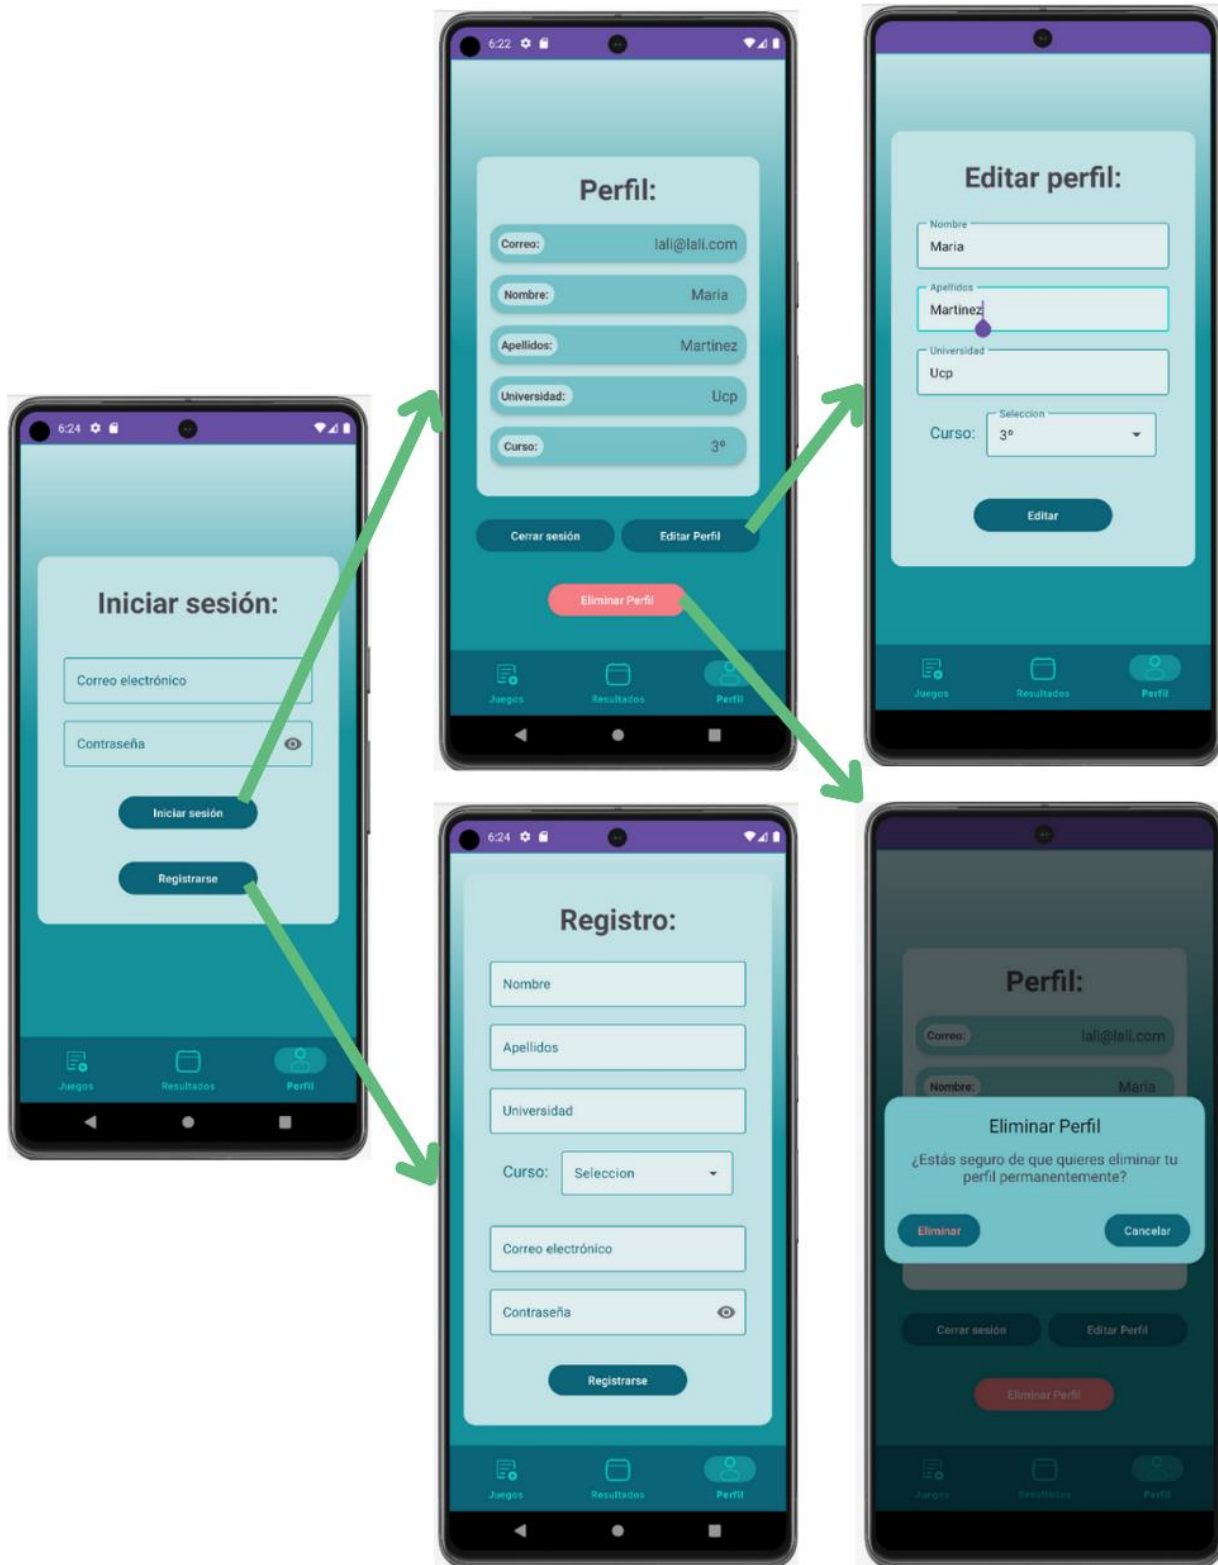 6:24
Iniciar sesión:
Correo electrónico
Contraseña
Iniciar sesión
Registrarse
Juegos Resultados Perfil
6:22
Perfil:
Correo: lali@lali.com
Nombre: Maria
Apellidos: Martinez
Universidad: Ucp
Curso: 3º
Cerrar sesión Editar Perfil
Eliminar Perfil
Juegos Resultados Perfil
Editar perfil:
Nombre
Maria
Apellidos
Martinez
Universidad
Ucp
Seleccion
Curso: 3º
Editar
Juegos Resultados Perfil
6:24
Registro:
Nombre
Apellidos
Universidad
Curso: Seleccion
Correo electrónico
Contraseña
Registrarse
Juegos Resultados Perfil
Perfil:
Correo: lali@lali.com
Nombre: Maria
Eliminar Perfil
¿Estás seguro de que quieres eliminar tu
perfil permanentemente?
Eliminar Cancelar
Cerrar sesión Editar Perfil
Eliminar Perfil
Juegos Resultados Perfil